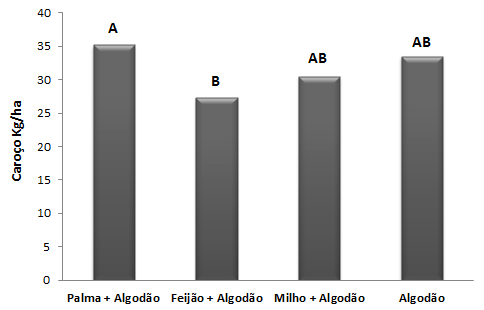 35
A
AB
AB
30
B
25
20
15
10
5
0
Caroço Kg/ha
40
Palma + Algodão
Feijão + Algodão
Milho + Algodão
Algodão